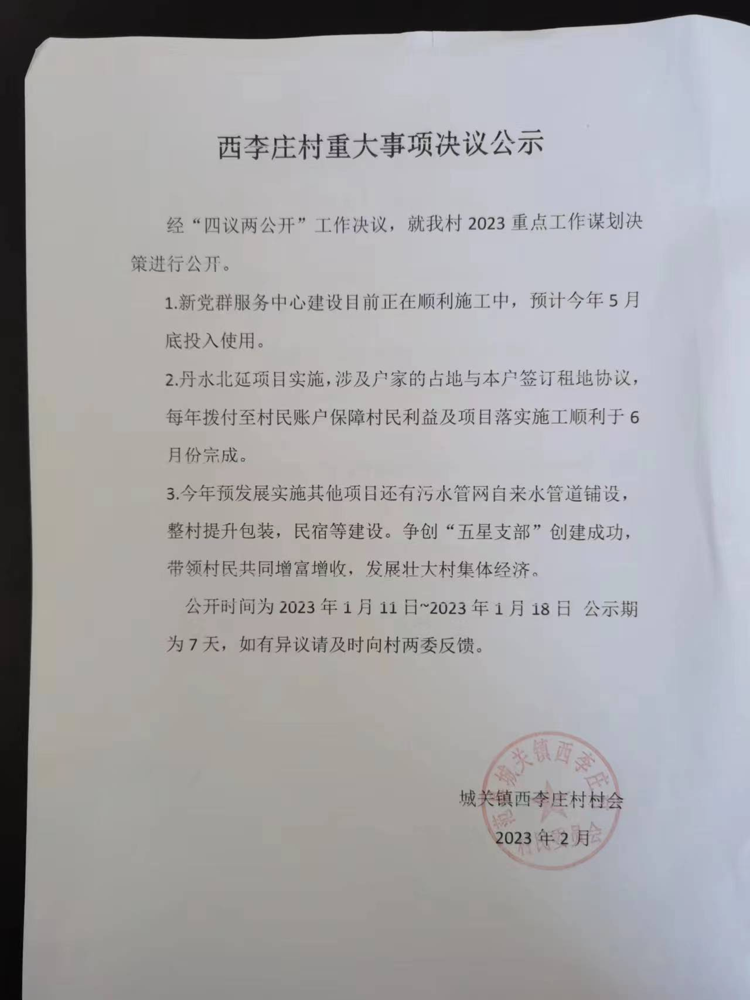 西李庄村重大事项决议公示
经“四议两公开”工作决议，就我村 2023 重点工作谋划决
策进行公开。
1.新党群服务中心建设目前正在顺利施工中，预计今年 5 月
底投入使用。
2.丹水北延项目实施，涉及户家的占地与本户签订租地协议，
每年拨付至村民账户保障村民利益及项目落实施工顺利于 6
月份完成。
3.今年预发展实施其他项目还有污水管网自来水管道铺设，
整村提升包装，民宿等建设。争创“五星支部”创建成功，
带领村民共同增富增收，发展壮大村集体经济。
公开时间为 2023 年 1 月 11 日~2023 年 1 月 18 日 公示期
为 7 天，如有异议请及时向村两委反馈。
城关镇西李庄
城关镇西李庄村村会
2023 年 2 月
村民委员会